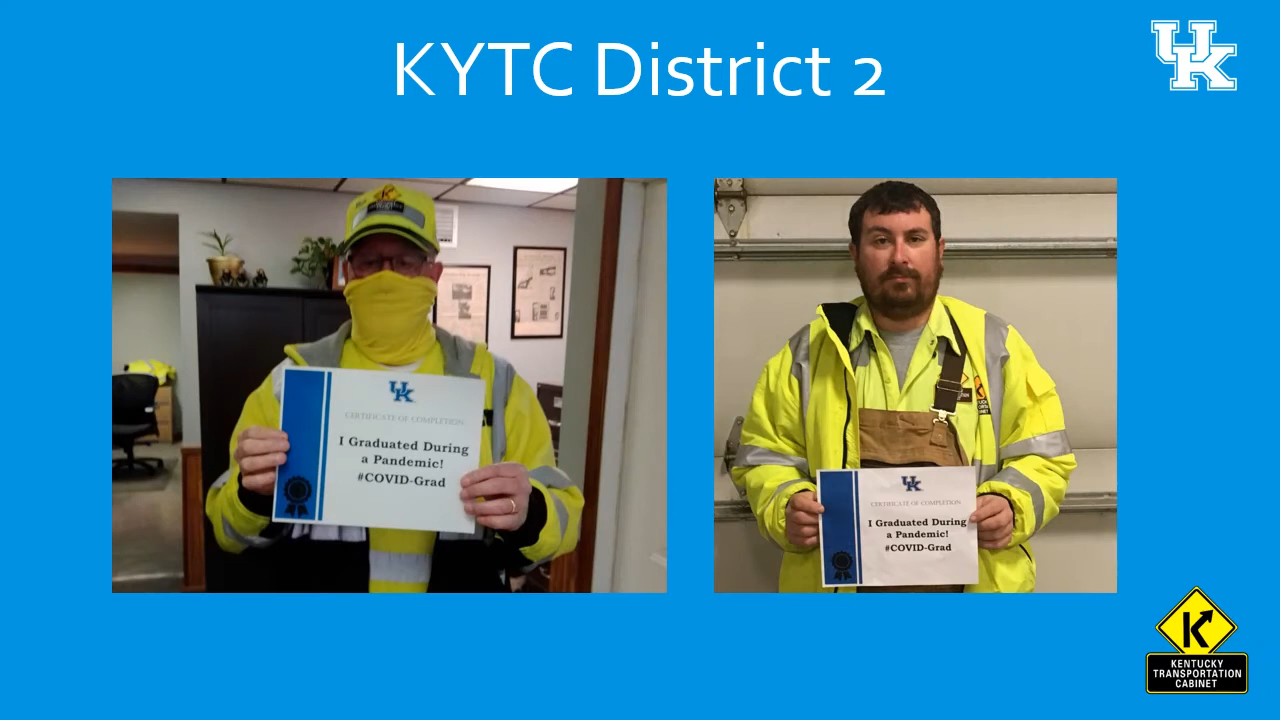 KYTC District 2
UK
UK
CERTIFICATE OF COMPLETION
I Graduated During
a Pandemic!
#COVID-Grad
UK
CERTIFICATE OF COMPLETION
I Graduated During
a Pandemic!
#COVID-Grad
K
KENTUCKY
TRANSPORTATION
CABINET